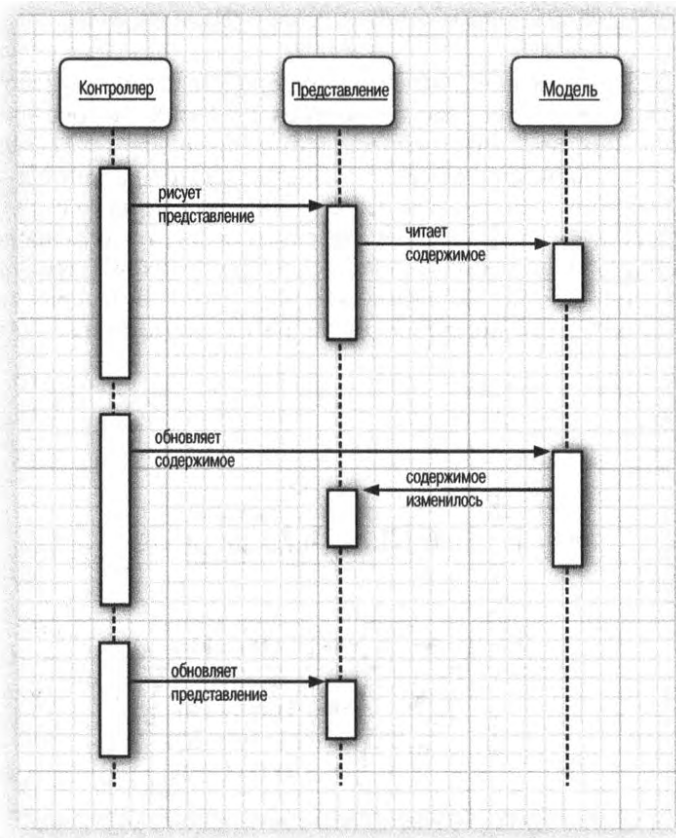 Контроллер
Представление
Модель
рисует
представление
читает
содержимое
обновляет
содержимое
содержимое
изменилось
обновляет
представление